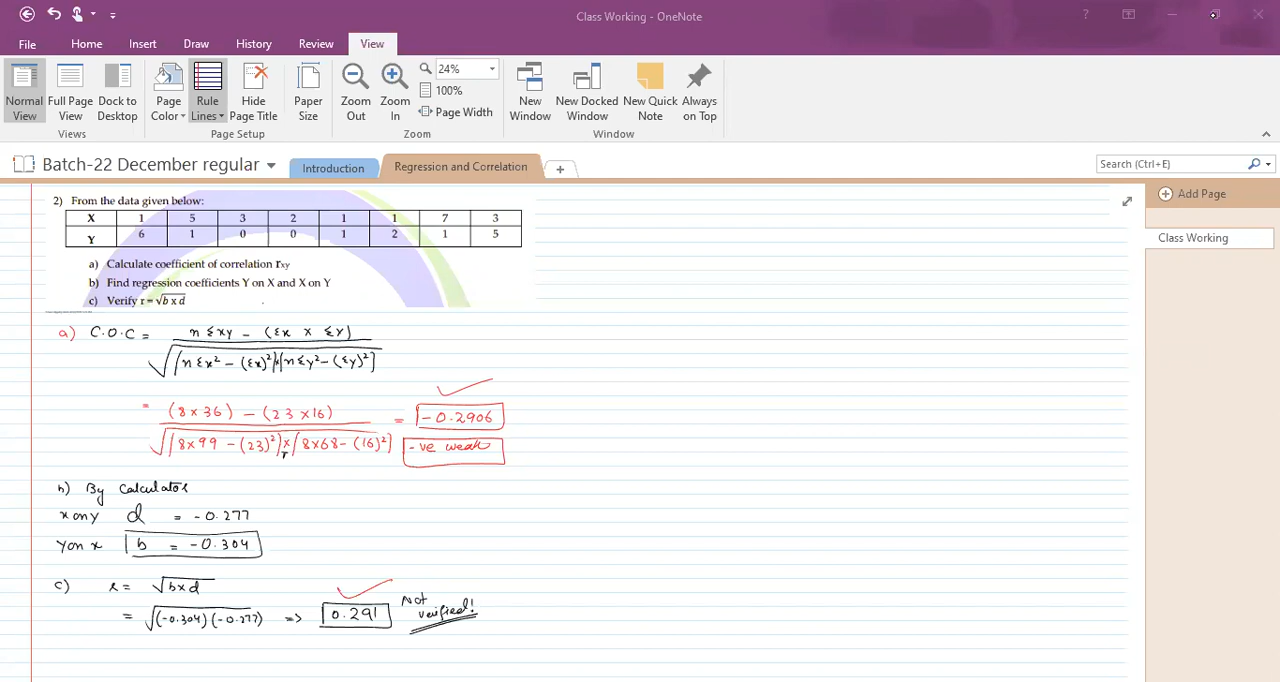 Class Working - OneNote
?
File Home Insert Draw History Review View
Normal View
Full Page View
Dock to Desktop
Page Color
Rule Lines
Hide Page Title
Paper Size
Zoom Out
Zoom In
24%
100%
Page Width
New Window
New Docked Window
New Quick Note
Always on Top
Views Page Setup Zoom Window
Batch-22 December regular Introduction Regression and Correlation + Search (Ctrl+E)
Add Page
Class Working
2) From the data given below:
X 1 5 3 2 1 1 7 3
Y 6 1 0 0 1 2 1 5
a) Calculate coefficient of correlation rxy
b) Find regression coefficients Y on X and X on Y
c) Verify r = √b x d
a) C.O.C = n Σxy - (Σx x Σy)
√[n Σx² - (Σx)²]x[n Σy² - (Σy)²]
= (8 x 36) - (23 x 16) = -0.2906
√[8x99 - (23)²]x[8x68 - (16)²] -ve weak
b) By Calculator
x on y d = -0.277
Y on x b = -0.304
c) r = √bxd
= √(-0.304)(-0.277) => 0.291 Not verified!